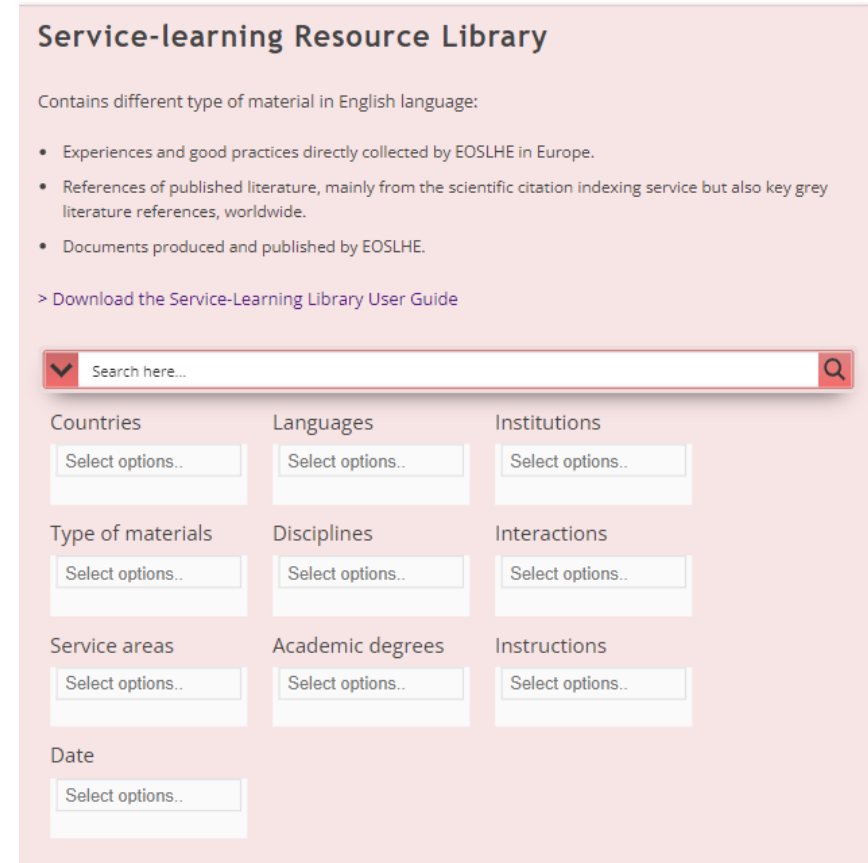 Service-learning Resource Library
Contains different type of material in English language:
• Experiences and good practices directly collected by EOSLHE in Europe.
• References of published literature, mainly from the scientific citation indexing service but also key grey
literature references, worldwide.
• Documents produced and published by EOSLHE.
> Download the Service-Learning Library User Guide
Search here...
Countries Languages Institutions
Select options.. Select options.. Select options..
Type of materials Disciplines Interactions
Select options.. Select options.. Select options..
Service areas Academic degrees Instructions
Select options.. Select options.. Select options..
Date
Select options..